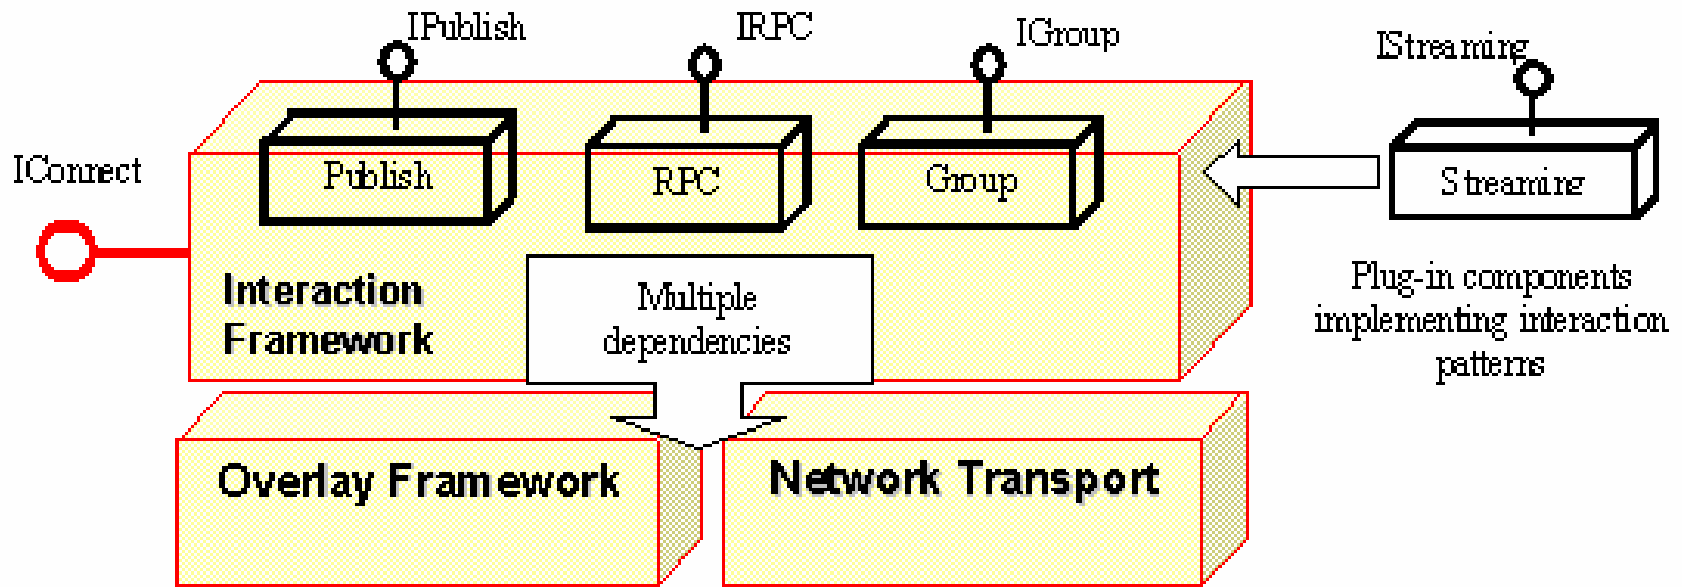 IPublish
IRPC
IGroup
IStreaming
IConnect
Publish
RPC
Group
Streaming
Interaction
Framework
Multiple
dependencies
Plug-in components
implementing interaction
patterns
Overlay Framework
Network Transport